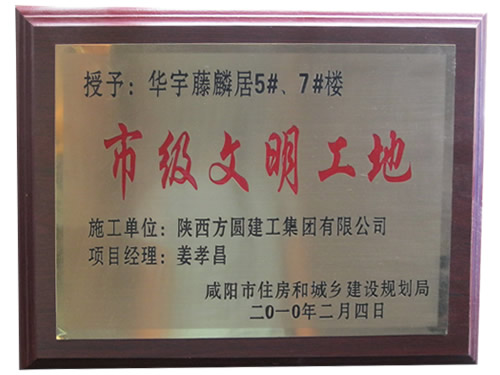 授予：华宇藤麟居5#、7#楼
市级文明工地
施工单位：陕西方圆建工集团有限公司
项目经理：姜孝昌
咸阳市住房和城乡建设规划局
二0一0年二月四日